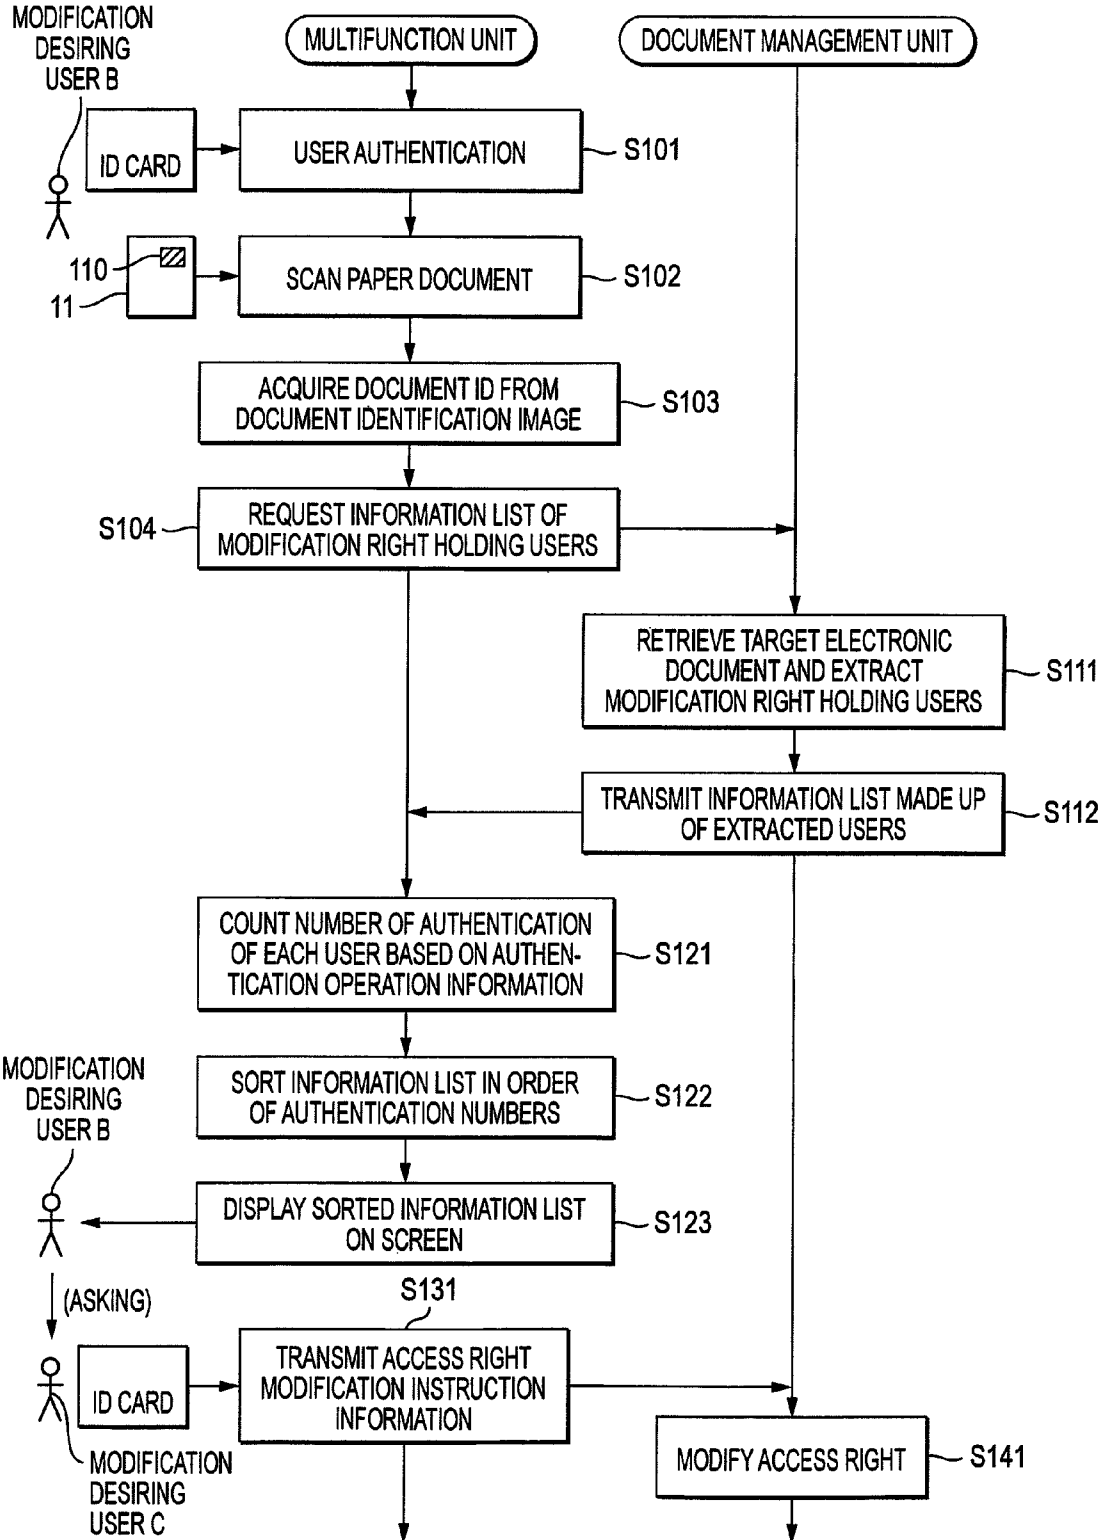 MODIFICATION
DESIRING
USER B
MULTIFUNCTION UNIT
DOCUMENT MANAGEMENT UNIT
ID CARD
USER AUTHENTICATION
S101
110
11
SCAN PAPER DOCUMENT
S102
ACQUIRE DOCUMENT ID FROM
DOCUMENT IDENTIFICATION IMAGE
S103
S104
REQUEST INFORMATION LIST OF
MODIFICATION RIGHT HOLDING USERS
RETRIEVE TARGET ELECTRONIC
DOCUMENT AND EXTRACT
MODIFICATION RIGHT HOLDING USERS
S111
TRANSMIT INFORMATION LIST MADE UP
OF EXTRACTED USERS
S112
COUNT NUMBER OF AUTHENTICATION
OF EACH USER BASED ON AUTHEN-
TICATION OPERATION INFORMATION
S121
MODIFICATION
DESIRING
USER B
SORT INFORMATION LIST IN ORDER
OF AUTHENTICATION NUMBERS
S122
DISPLAY SORTED INFORMATION LIST
ON SCREEN
S123
(ASKING)
S131
ID CARD
TRANSMIT ACCESS RIGHT
MODIFICATION INSTRUCTION
INFORMATION
MODIFICATION
DESIRING
USER C
MODIFY ACCESS RIGHT
S141